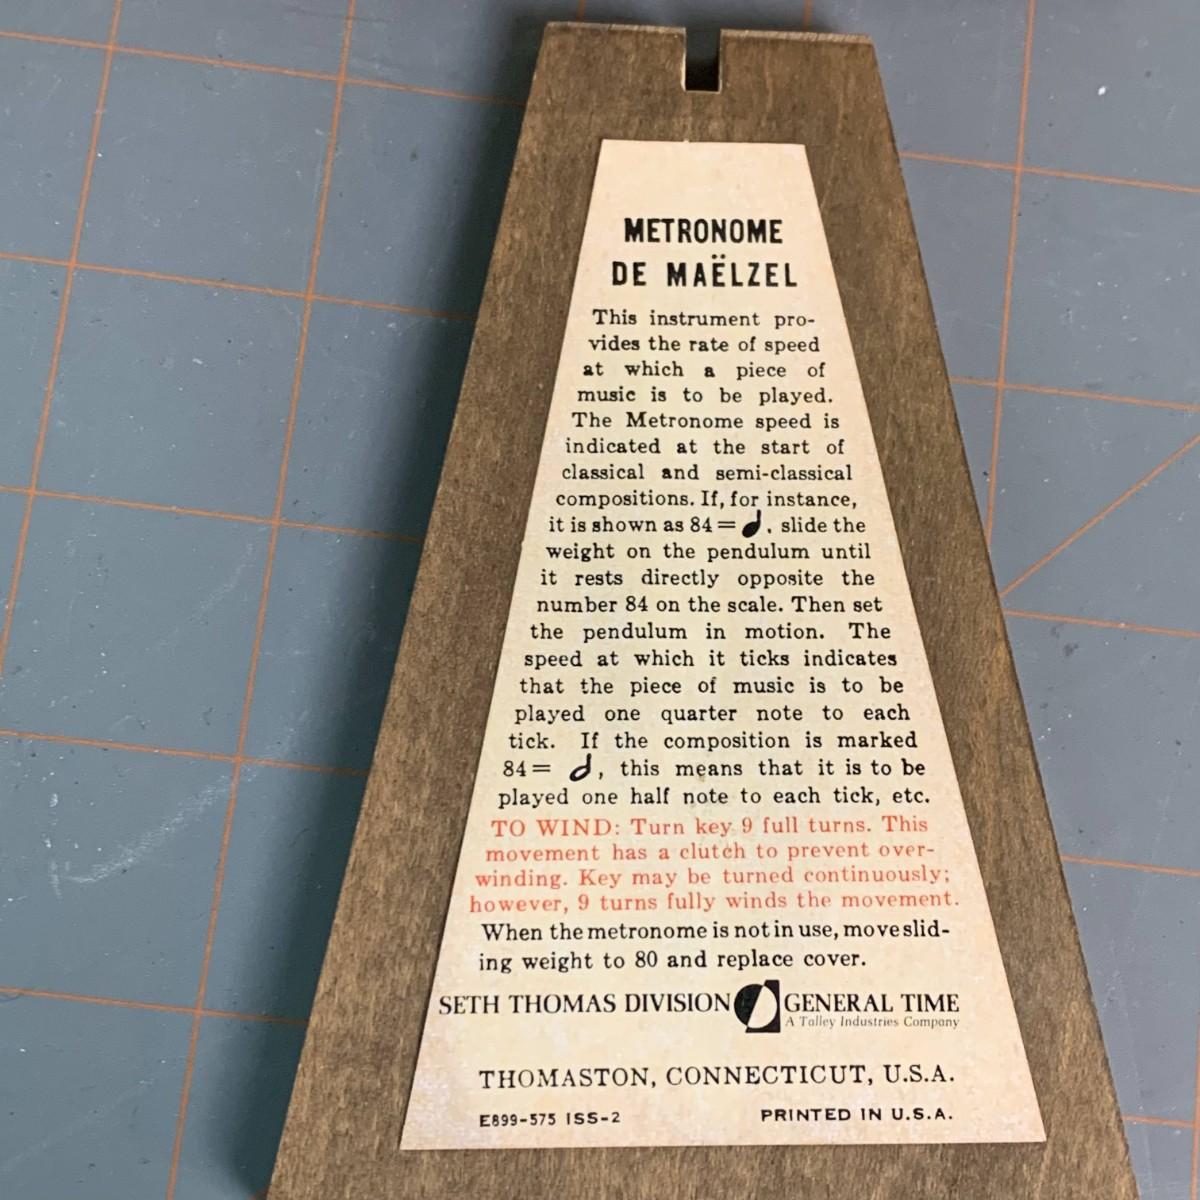 METRONOME
DE MAËLZEL
This instrument pro-
vides the rate of speed
at which a piece of
music is to be played.
The Metronome speed is
indicated at the start of
classical and semi-classical
compositions. If, for instance,
it is shown as 84 = ♩, slide the
weight on the pendulum until
it rests directly opposite the
number 84 on the scale. Then set
the pendulum in motion. The
speed at which it ticks indicates
that the piece of music is to be
played one quarter note to each
tick. If the composition is marked
84 = 𝅗𝅥, this means that it is to be
played one half note to each tick, etc.
TO WIND: Turn key 9 full turns. This
movement has a clutch to prevent over-
winding. Key may be turned continuously;
however, 9 turns fully winds the movement.
When the metronome is not in use, move slid-
ing weight to 80 and replace cover.
SETH THOMAS DIVISION GENERAL TIME
A Talley Industries Company
THOMASTON, CONNECTICUT, U.S.A.
E899-575 ISS-2 PRINTED IN U.S.A.